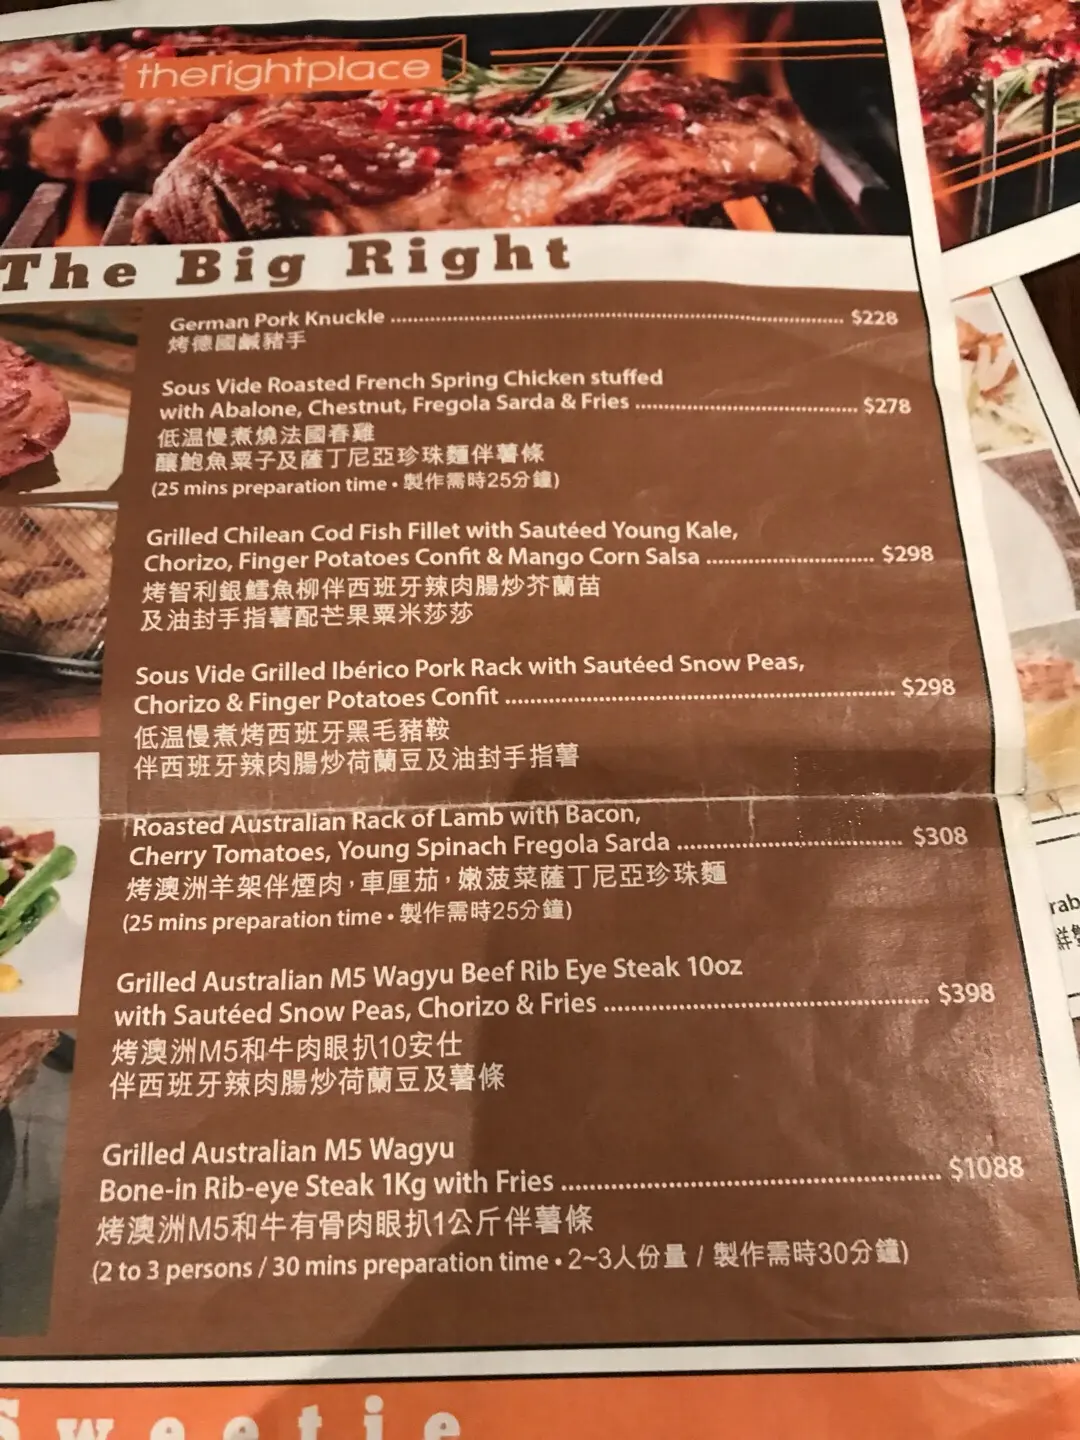 therightplace
The Big Right
German Pork Knuckle ........ $228
烤德國鹹豬手
Sous Vide Roasted French Spring Chicken stuffed
with Abalone, Chestnut, Fregola Sarda & Fries ........ $278
低温慢煮燒法國春雞
釀鮑魚粟子及薩丁尼亞珍珠麵伴薯條
(25 mins preparation time • 製作需時25分鐘)
Grilled Chilean Cod Fish Fillet with Sautéed Young Kale,
Chorizo, Finger Potatoes Confit & Mango Corn Salsa ........ $298
烤智利銀鱈魚柳伴西班牙辣肉腸炒芥蘭苗
及油封手指薯配芒果粟米莎莎
Sous Vide Grilled Ibérico Pork Rack with Sautéed Snow Peas,
Chorizo & Finger Potatoes Confit ........ $298
低温慢煮烤西班牙黑毛豬鞍
伴西班牙辣肉腸炒荷蘭豆及油封手指薯
Roasted Australian Rack of Lamb with Bacon,
Cherry Tomatoes, Young Spinach Fregola Sarda ........ $308
烤澳洲羊架伴煙肉，車厘茄，嫩菠菜薩丁尼亞珍珠麵
(25 mins preparation time • 製作需時25分鐘)
Grilled Australian M5 Wagyu Beef Rib Eye Steak 10oz
with Sautéed Snow Peas, Chorizo & Fries ........ $398
烤澳洲M5和牛肉眼扒10安仕
伴西班牙辣肉腸炒荷蘭豆及薯條
Grilled Australian M5 Wagyu
Bone-in Rib-eye Steak 1Kg with Fries ........ $1088
烤澳洲M5和牛有骨肉眼扒1公斤伴薯條
(2 to 3 persons / 30 mins preparation time • 2~3人份量 / 製作需時30分鐘)
Sweetie